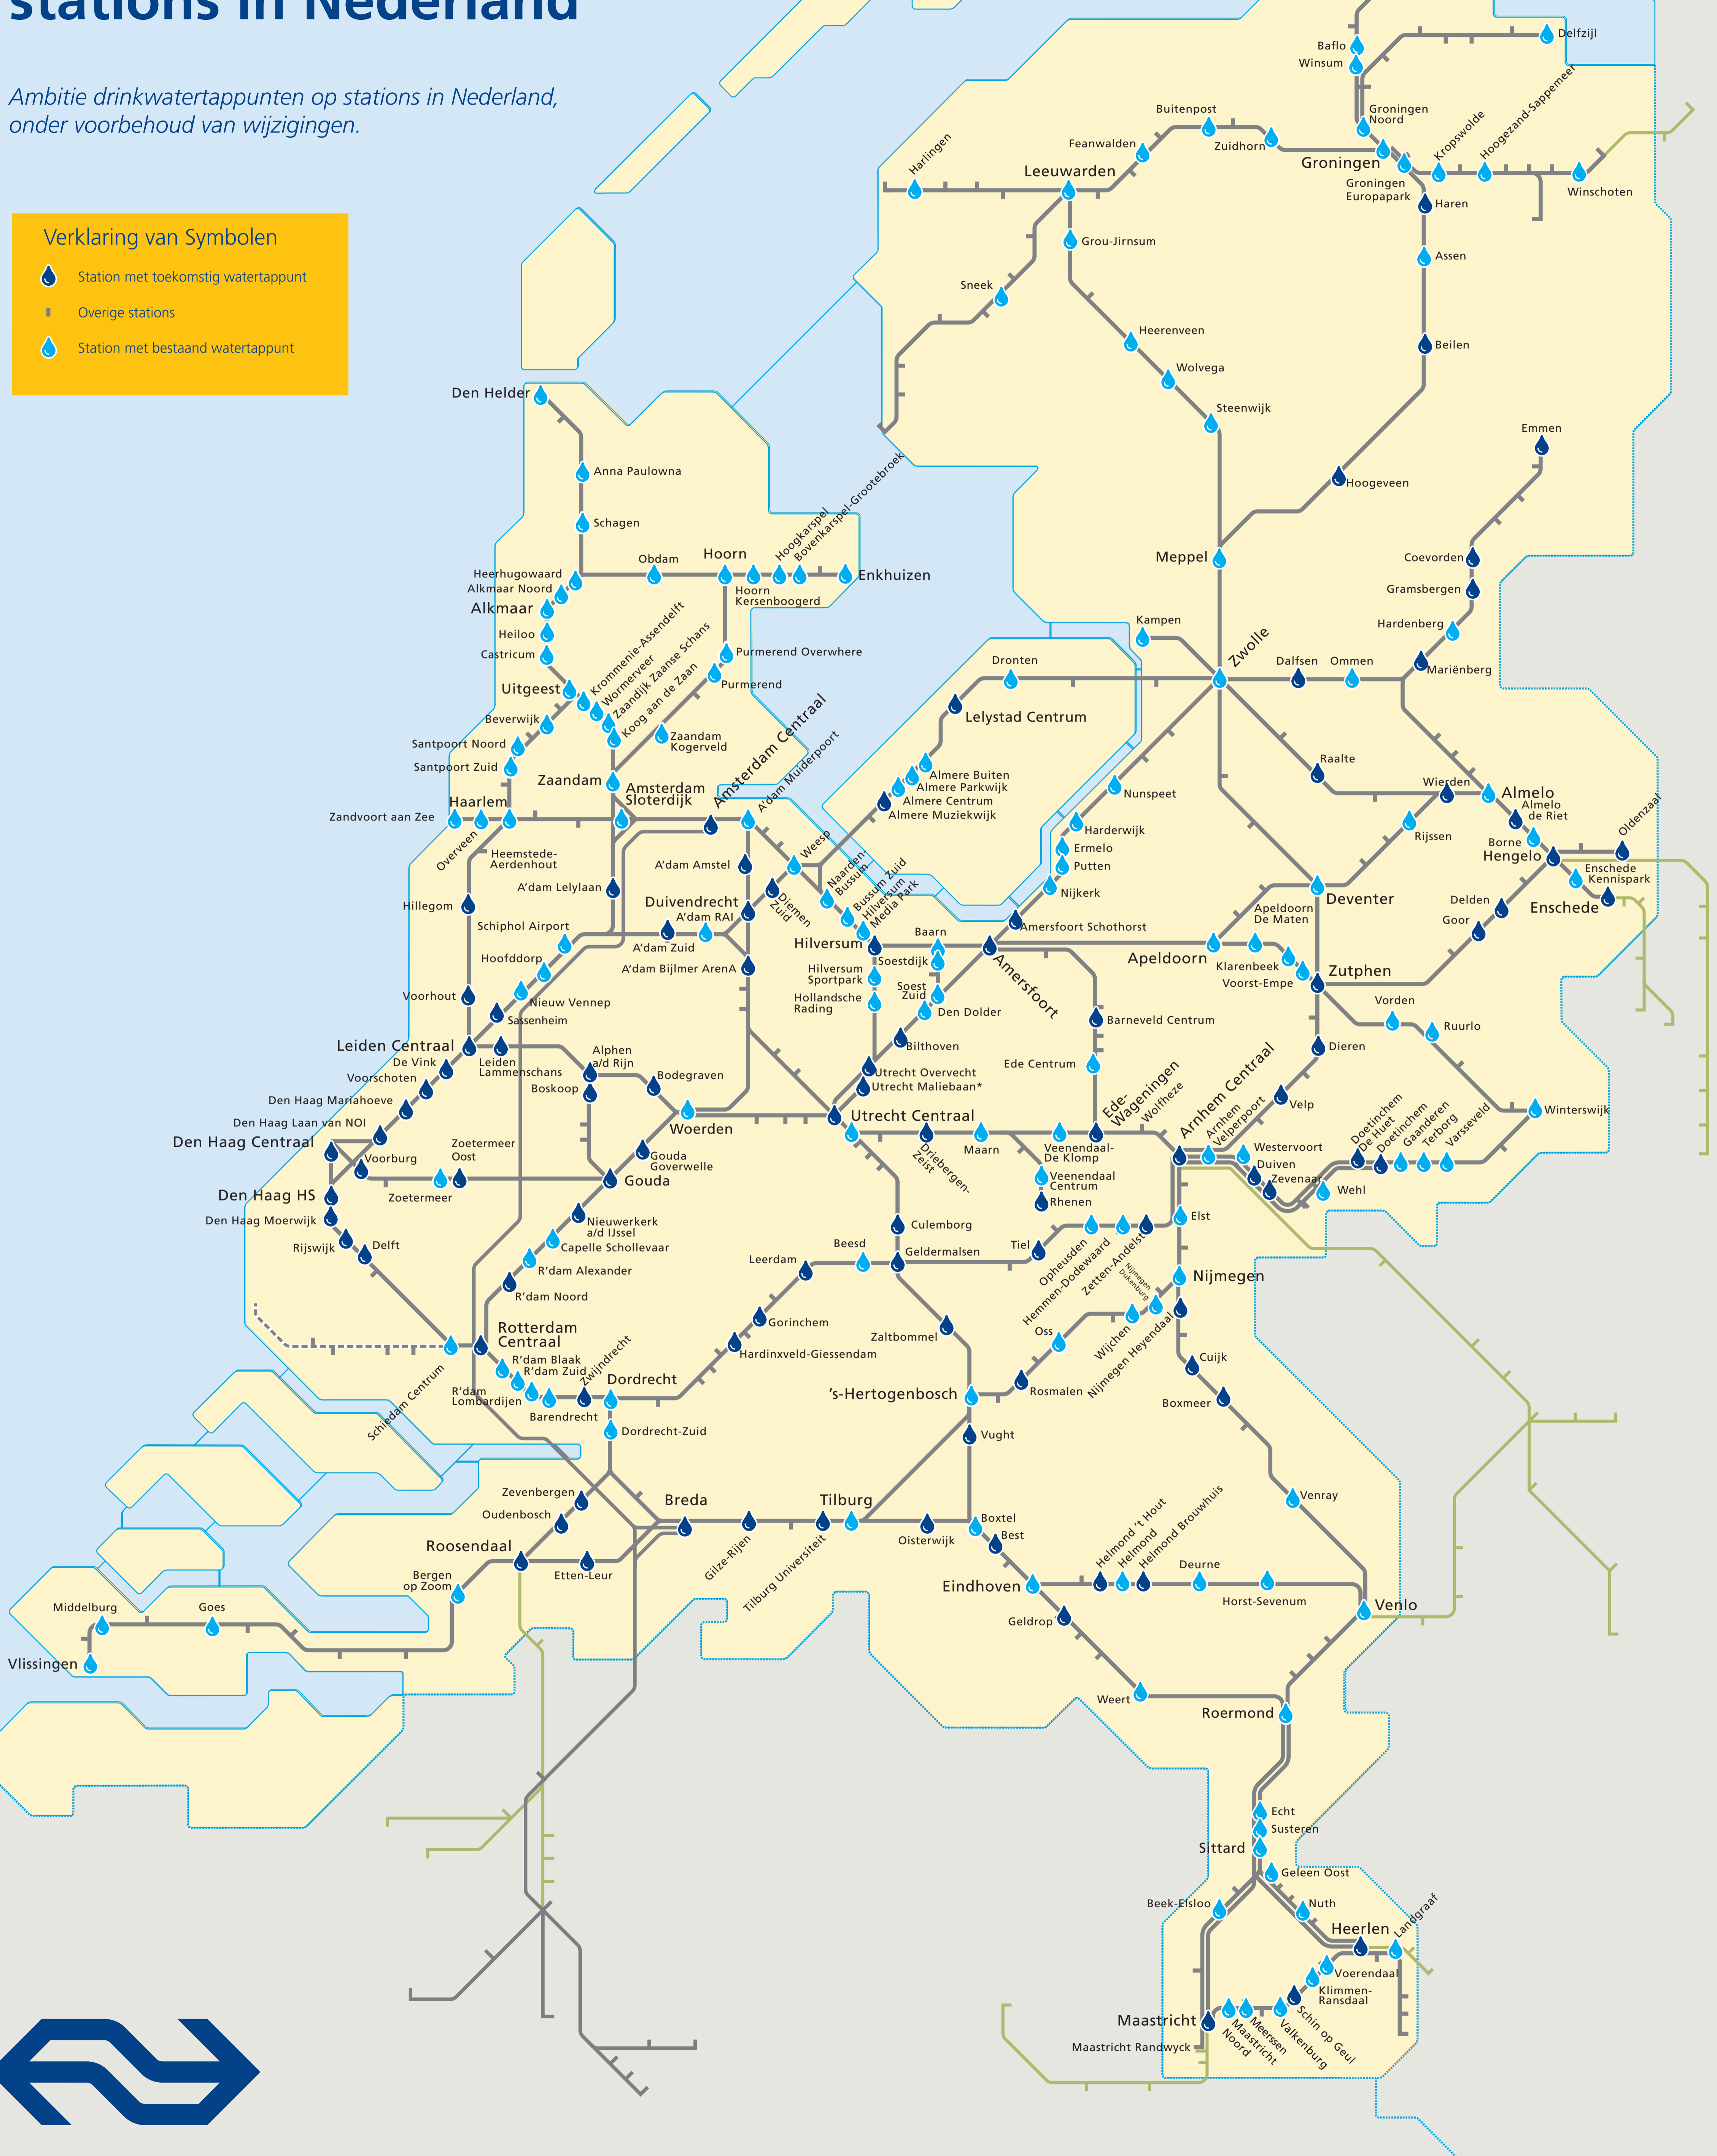 stations in Nederland
Ambitie drinkwatertappunten op stations in Nederland,
onder voorbehoud van wijzigingen.
Verklaring van Symbolen
Station met toekomstig watertappunt
Overige stations
Station met bestaand watertappunt
Baflo
Winsum
Delfzijl
Groningen
Noord
Buitenpost
Feanwalden
Zuidhorn
Groningen
Kropswolde
Hoogezand-Sappemeer
Harlingen
Leeuwarden
Groningen
Europapark
Haren
Winschoten
Grou-Jirnsum
Assen
Sneek
Heerenveen
Beilen
Wolvega
Steenwijk
Emmen
Hoogeveen
Den Helder
Anna Paulowna
Schagen
Heerhugowaard
Alkmaar Noord
Alkmaar
Heiloo
Castricum
Obdam
Hoorn
Hoorn
Kersenboogerd
Hoogkarspel
Bovenkarspel-Grootebroek
Enkhuizen
Meppel
Coevorden
Gramsbergen
Hardenberg
Mariënberg
Kampen
Zwolle
Dalfsen
Ommen
Dronten
Lelystad Centrum
Uitgeest
Krommenie-Assendelft
Wormerveer
Zaandijk Zaanse Schans
Koog aan de Zaan
Purmerend Overwhere
Purmerend
Zaandam
Kogerveld
Beverwijk
Santpoort Noord
Santpoort Zuid
Zaandam
Amsterdam
Sloterdijk
Amsterdam Centraal
A'dam Muiderpoort
Haarlem
Zandvoort aan Zee
Overveen
Heemstede-
Aerdenhout
Almere Buiten
Almere Parkwijk
Almere Centrum
Almere Muziekwijk
Nunspeet
Harderwijk
Ermelo
Putten
Nijkerk
Raalte
Wierden
Almelo
Almelo
de Riet
Rijssen
Borne
Hengelo
Oldenzaal
Enschede
Kennispark
Enschede
Delden
Goor
Deventer
A'dam Amstel
A'dam Lelylaan
Weesp
Naarden-
Bussum
Bussum Zuid
Hilversum
Media Park
Diemen
Zuid
Duivendrecht
A'dam RAI
A'dam Zuid
A'dam Bijlmer ArenA
Hillegom
Schiphol Airport
Hoofddorp
Nieuw Vennep
Sassenheim
Voorhout
Hilversum
Baarn
Soestdijk
Hilversum
Sportpark
Hollandsche
Rading
Soest
Zuid
Den Dolder
Bilthoven
Amersfoort Schothorst
Amersfoort
Apeldoorn
Apeldoorn
De Maten
Klarenbeek
Voorst-Empe
Zutphen
Vorden
Ruurlo
Barneveld Centrum
Ede Centrum
Dieren
Velp
Winterswijk
Leiden Centraal
Leiden
Lammenschans
De Vink
Voorschoten
Den Haag Mariahoeve
Den Haag Laan van NOI
Den Haag Centraal
Voorburg
Den Haag HS
Den Haag Moerwijk
Rijswijk
Delft
Zoetermeer
Zoetermeer
Oost
Alphen
a/d Rijn
Boskoop
Bodegraven
Woerden
Gouda
Goverwelle
Gouda
Utrecht Overvecht
Utrecht Maliebaan*
Utrecht Centraal
Driebergen-
Zeist
Maarn
Veenendaal-
De Klomp
Veenendaal
Centrum
Rhenen
Ede-
Wageningen
Wolfheze
Arnhem Centraal
Arnhem
Velperpoort
Westervoort
Duiven
Zevenaar
Wehl
Doetinchem
De Huet
Doetinchem
Gaanderen
Terborg
Varsseveld
Elst
Nieuwerkerk
a/d IJssel
Capelle Schollevaar
R'dam Alexander
R'dam Noord
Rotterdam
Centraal
R'dam Blaak
R'dam Zuid
R'dam
Lombardijen
Barendrecht
Zwijndrecht
Dordrecht
Dordrecht-Zuid
Schiedam Centrum
Culemborg
Geldermalsen
Beesd
Leerdam
Gorinchem
Hardinxveld-Giessendam
Tiel
Opheusden
Hemmen-Dodewaard
Zetten-Andelst
Nijmegen
Nijmegen
Dukenburg
Wijchen
Nijmegen Heyendaal
Oss
Rosmalen
Cuijk
Boxmeer
Venray
Zaltbommel
's-Hertogenbosch
Vught
Zevenbergen
Oudenbosch
Roosendaal
Etten-Leur
Breda
Gilze-Rijen
Tilburg Universiteit
Tilburg
Oisterwijk
Boxtel
Best
Eindhoven
Geldrop
Helmond 't Hout
Helmond
Helmond Brouwhuis
Deurne
Horst-Sevenum
Venlo
Bergen
op Zoom
Goes
Middelburg
Vlissingen
Weert
Roermond
Echt
Susteren
Sittard
Geleen Oost
Beek-Elsloo
Nuth
Heerlen
Landgraaf
Voerendaal
Klimmen-
Ransdaal
Schin op Geul
Valkenburg
Meerssen
Maastricht
Noord
Maastricht
Maastricht Randwyck